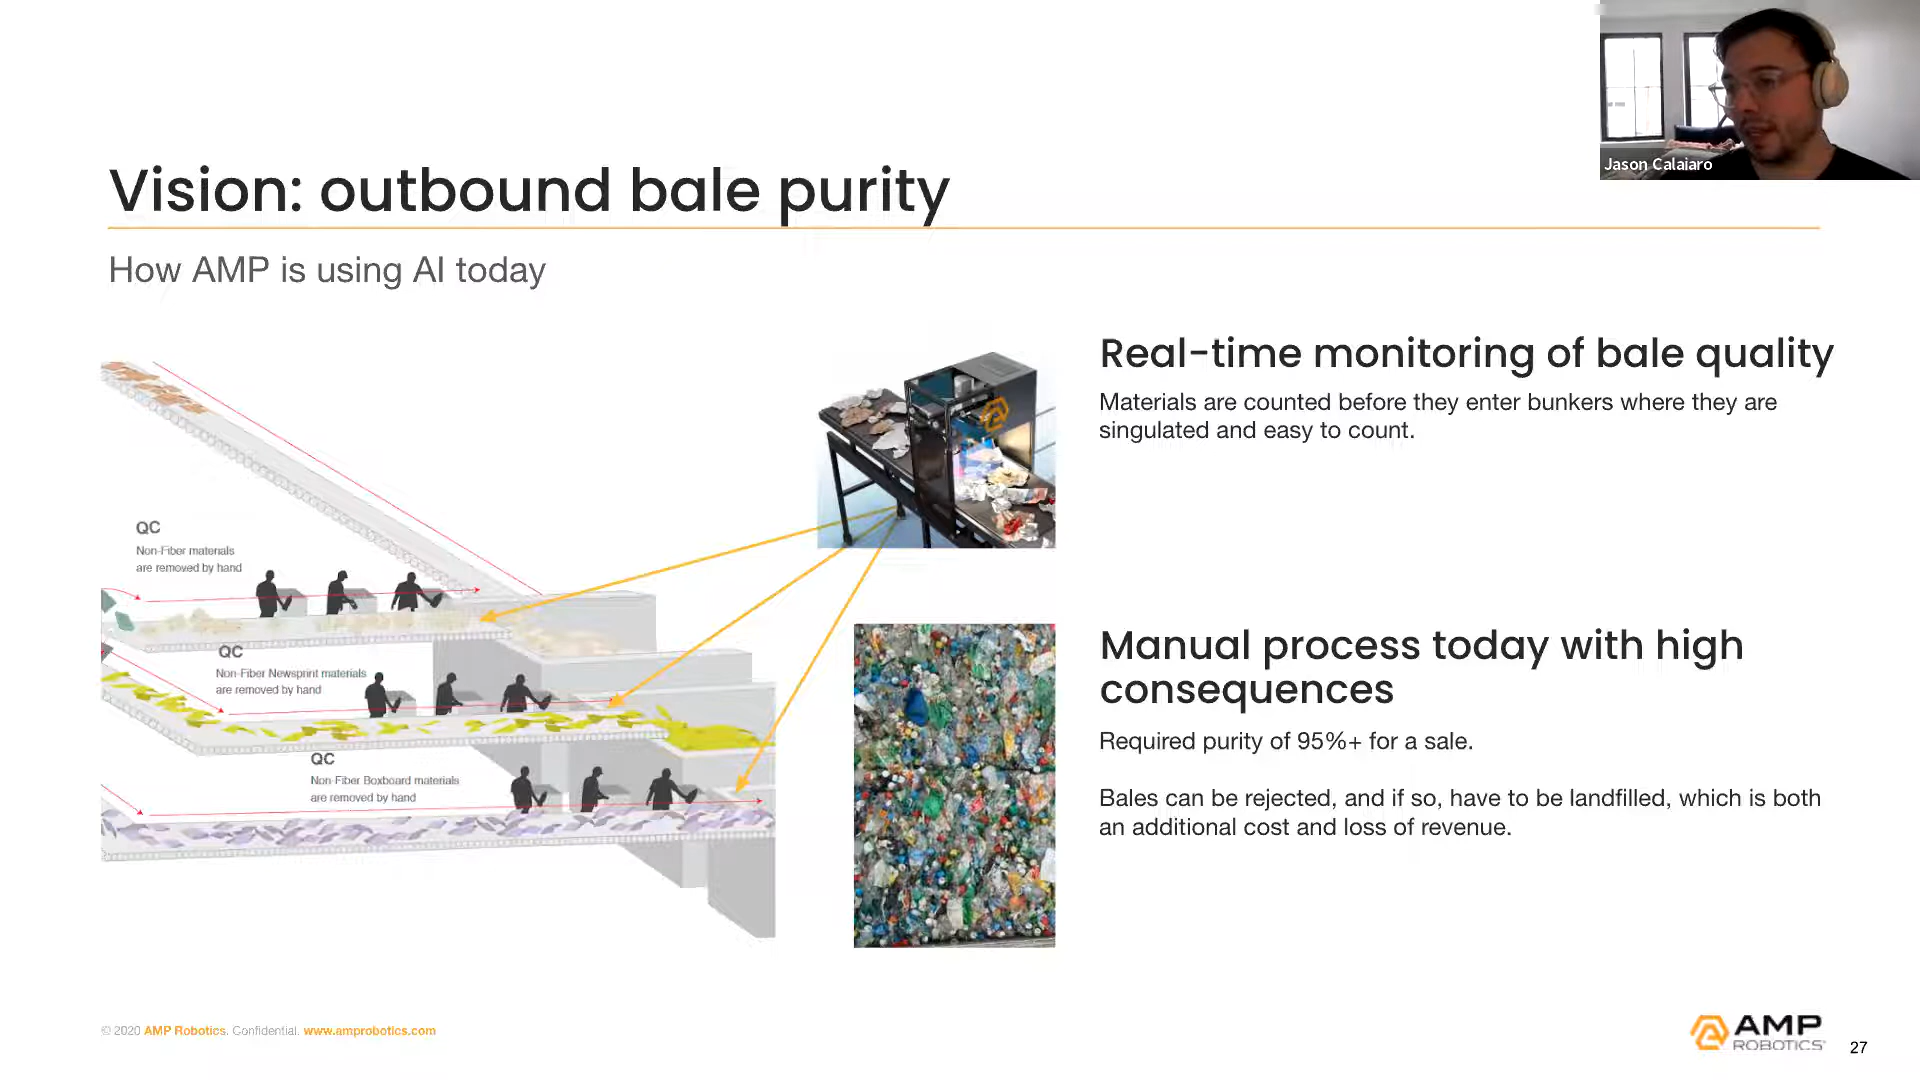 Jason Calaiaro
Vision: outbound bale purity
How AMP is using AI today
Real-time monitoring of bale quality
Materials are counted before they enter bunkers where they are
singulated and easy to count.
QC
Non-Fiber materials
are removed by hand
QC
Non-Fiber Newsprint materials
are removed by hand
QC
Non-Fiber Boxboard materials
are removed by hand
Manual process today with high
consequences
Required purity of 95%+ for a sale.
Bales can be rejected, and if so, have to be landfilled, which is both
an additional cost and loss of revenue.
© 2020 AMP Robotics. Confidential. www.amprobotics.com
AMP
ROBOTICS
27